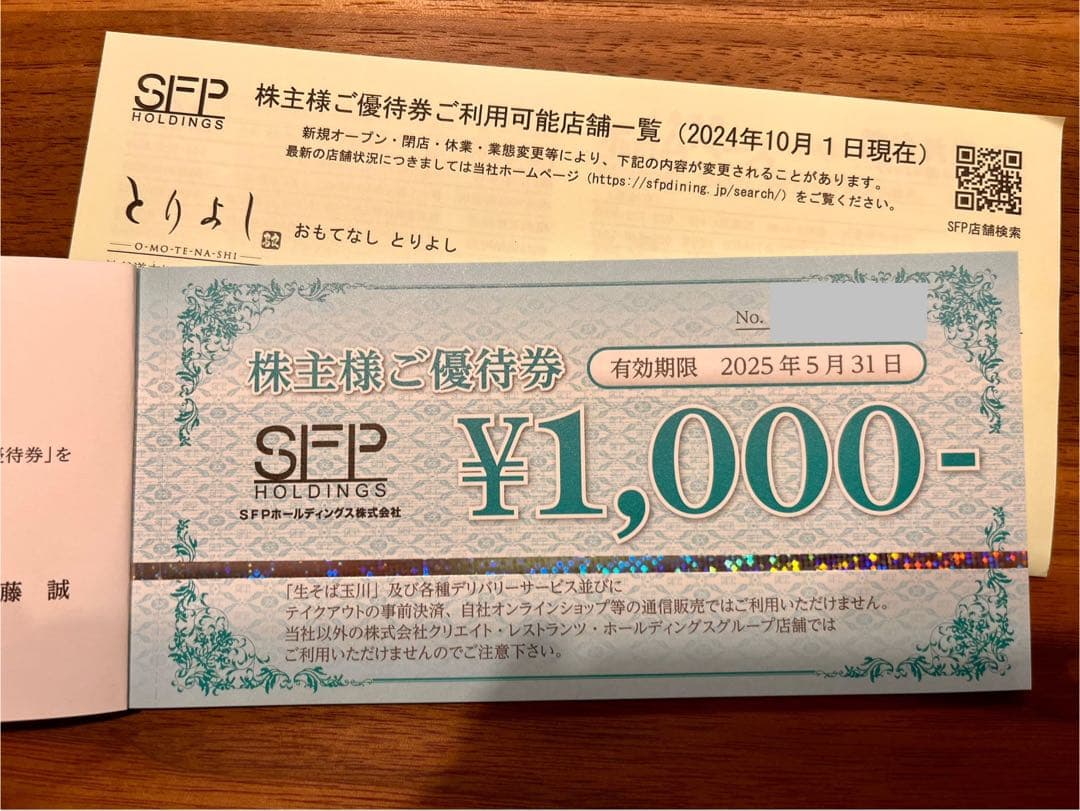 SFP
HOLDINGS
株主様ご優待券ご利用可能店舗一覧（2024年10月1日現在）
新規オープン・閉店・休業・業態変更等により、下記の内容が変更されることがあります。
最新の店舗状況につきましては当社ホームページ（https://sfpdining.jp/search/）をご覧ください。
SFP店舗検索
とりよし
O-MO-TE-NA-SHI
おもてなし とりよし
待券」を
藤 誠
No.
株主様ご優待券
有効期限 2025年5月31日
SFP
HOLDINGS
SFPホールディングス株式会社
¥1,000-
「生そば玉川」及び各種デリバリーサービス並びに
テイクアウトの事前決済、自社オンラインショップ等の通信販売ではご利用いただけません。
当社以外の株式会社クリエイト・レストランツ・ホールディングスグループ店舗では
ご利用いただけませんのでご注意下さい。